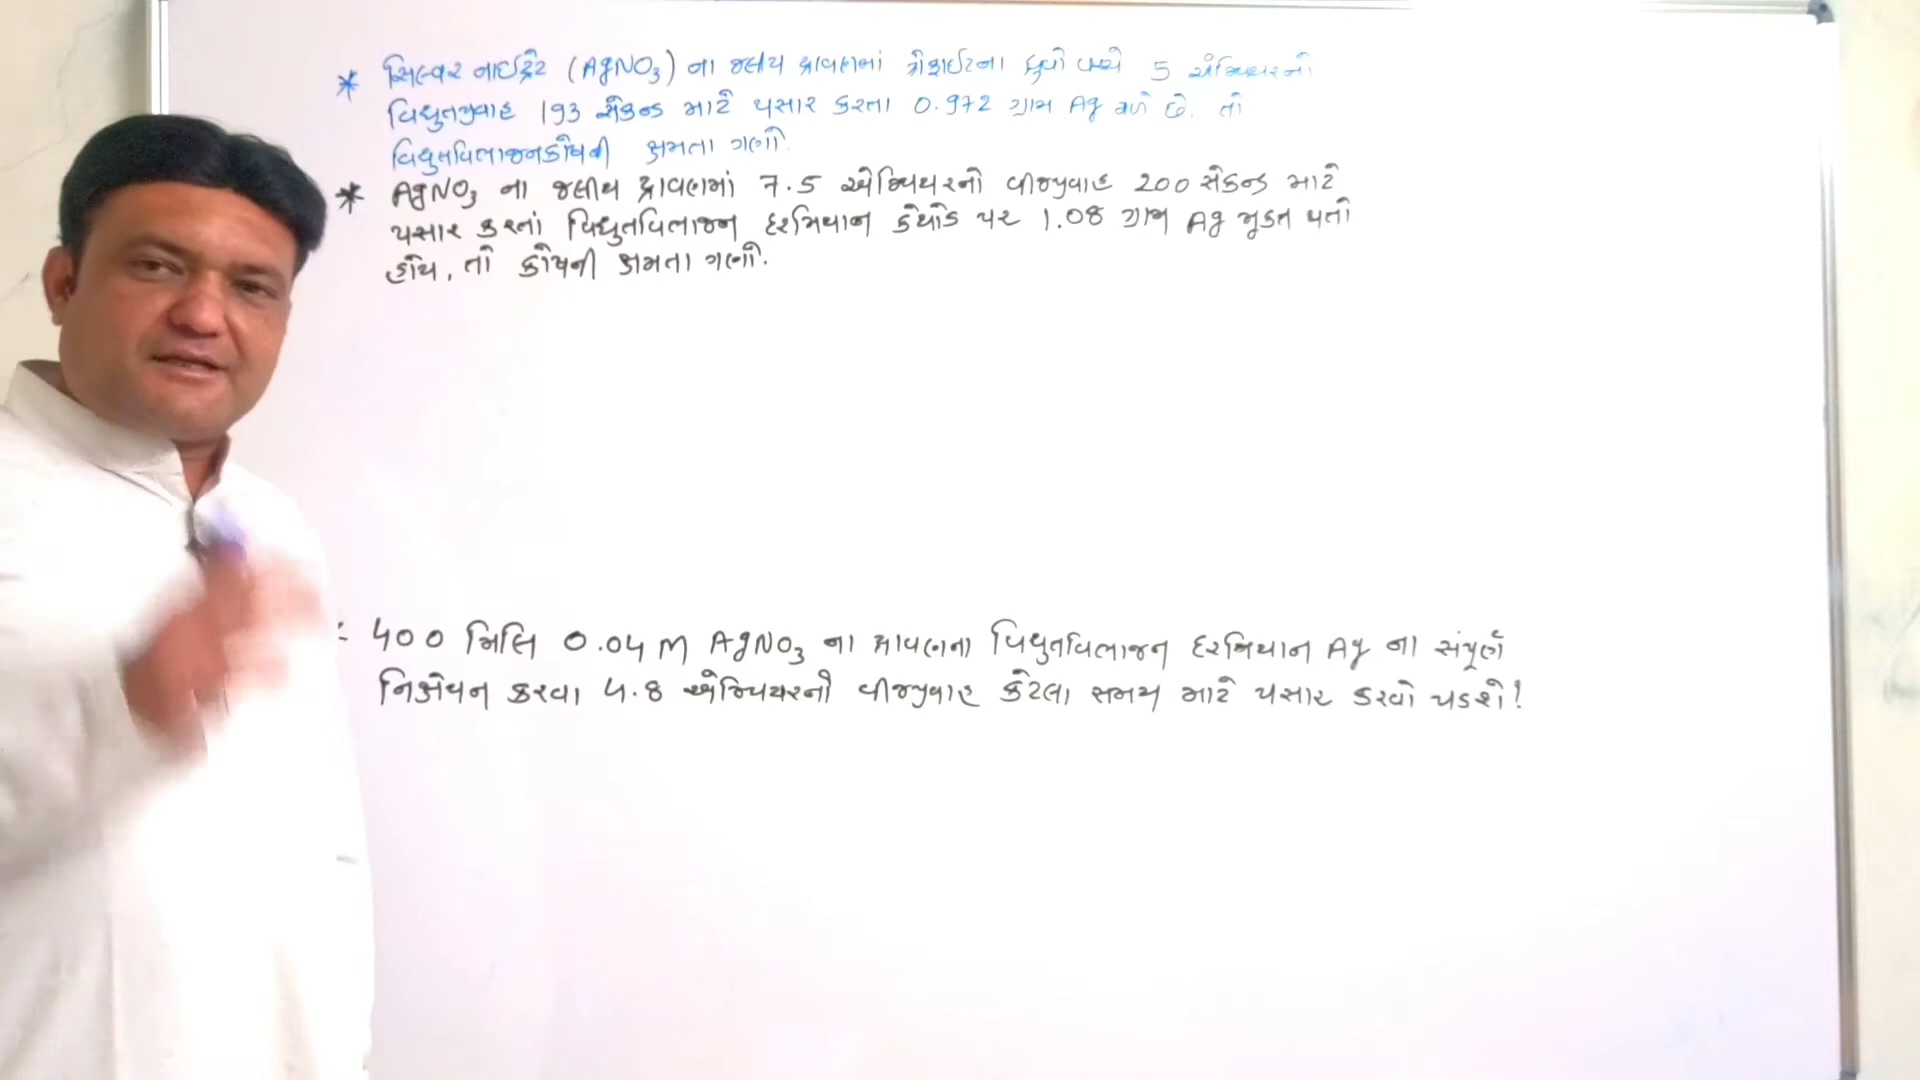 * સિલ્વર નાઈટ્રેટ (AgNO3) ના જલીય દ્રાવણમાં ગ્રેફાઈટના ધ્રુવો વચ્ચે 5 એમ્પિયરનો
વિદ્યુતપ્રવાહ 193 સેકન્ડ માટે પસાર કરતા 0.972 ગ્રામ Ag મળે છે. તો
વિદ્યુતવિભાજનકોષની ક્ષમતા ગણો.
* AgNO3 ના જલીય દ્રાવણમાં 7.5 એમ્પિયરનો વીજપ્રવાહ 200 સેકન્ડ માટે
પસાર કરતાં વિદ્યુતવિભાજન દરમિયાન કેથોડ પર 1.08 ગ્રામ Ag મુક્ત થતો
હોય, તો કોષની ક્ષમતા ગણો.
400 મિલિ 0.04 M AgNO3 ના દ્રાવણના વિદ્યુતવિભાજન દરમિયાન Ag ના સંપૂર્ણ
નિક્ષેપન કરવા 4.8 એમ્પિયરનો વીજપ્રવાહ કેટલા સમય માટે પસાર કરવો પડશે?